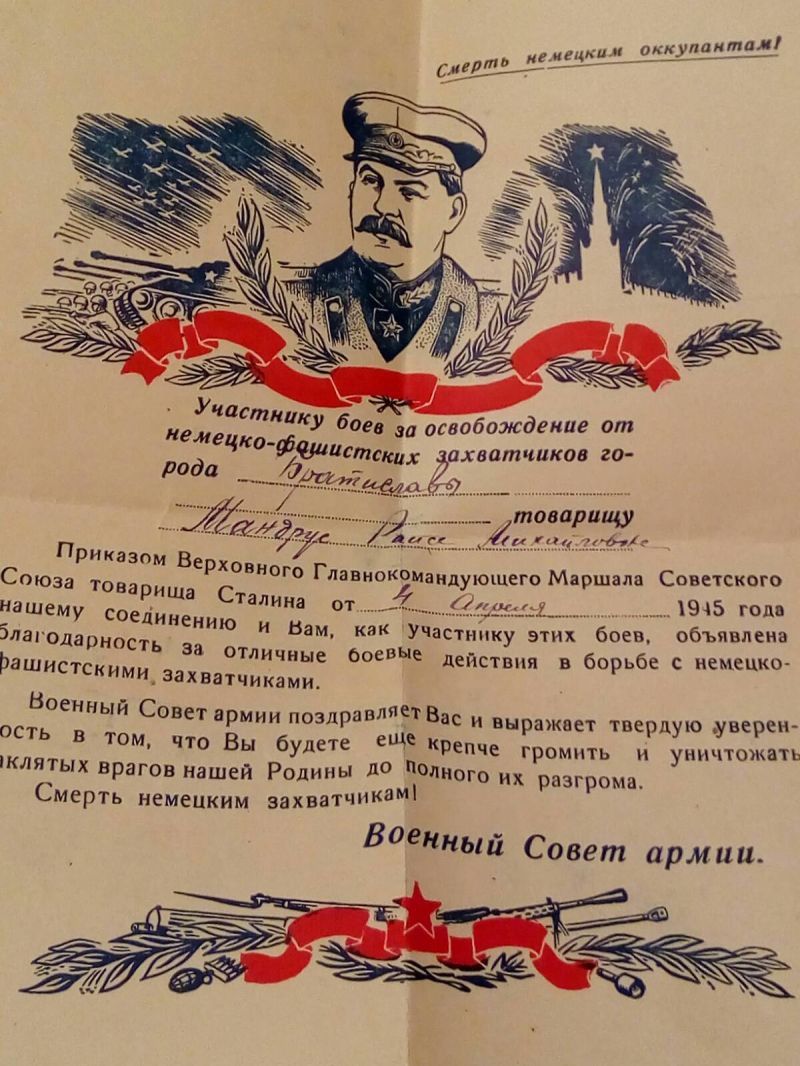 Смерть немецким оккупантам!
Участнику боев за освобождение от
немецко-фашистских захватчиков го-
рода Братиславы
товарищу
Мандрус Раисе Михайловне
Приказом Верховного Главнокомандующего Маршала Советского
Союза товарища Сталина от 4 Апреля 1945 года
нашему соединению и Вам, как участнику этих боев, объявлена
благодарность за отличные боевые действия в борьбе с немецко-
фашистскими захватчиками.
Военный Совет армии поздравляет Вас и выражает твердую уверен-
ость в том, что Вы будете еще крепче громить и уничтожать
аклятых врагов нашей Родины до полного их разгрома.
Смерть немецким захватчикам!
Военный Совет армии.